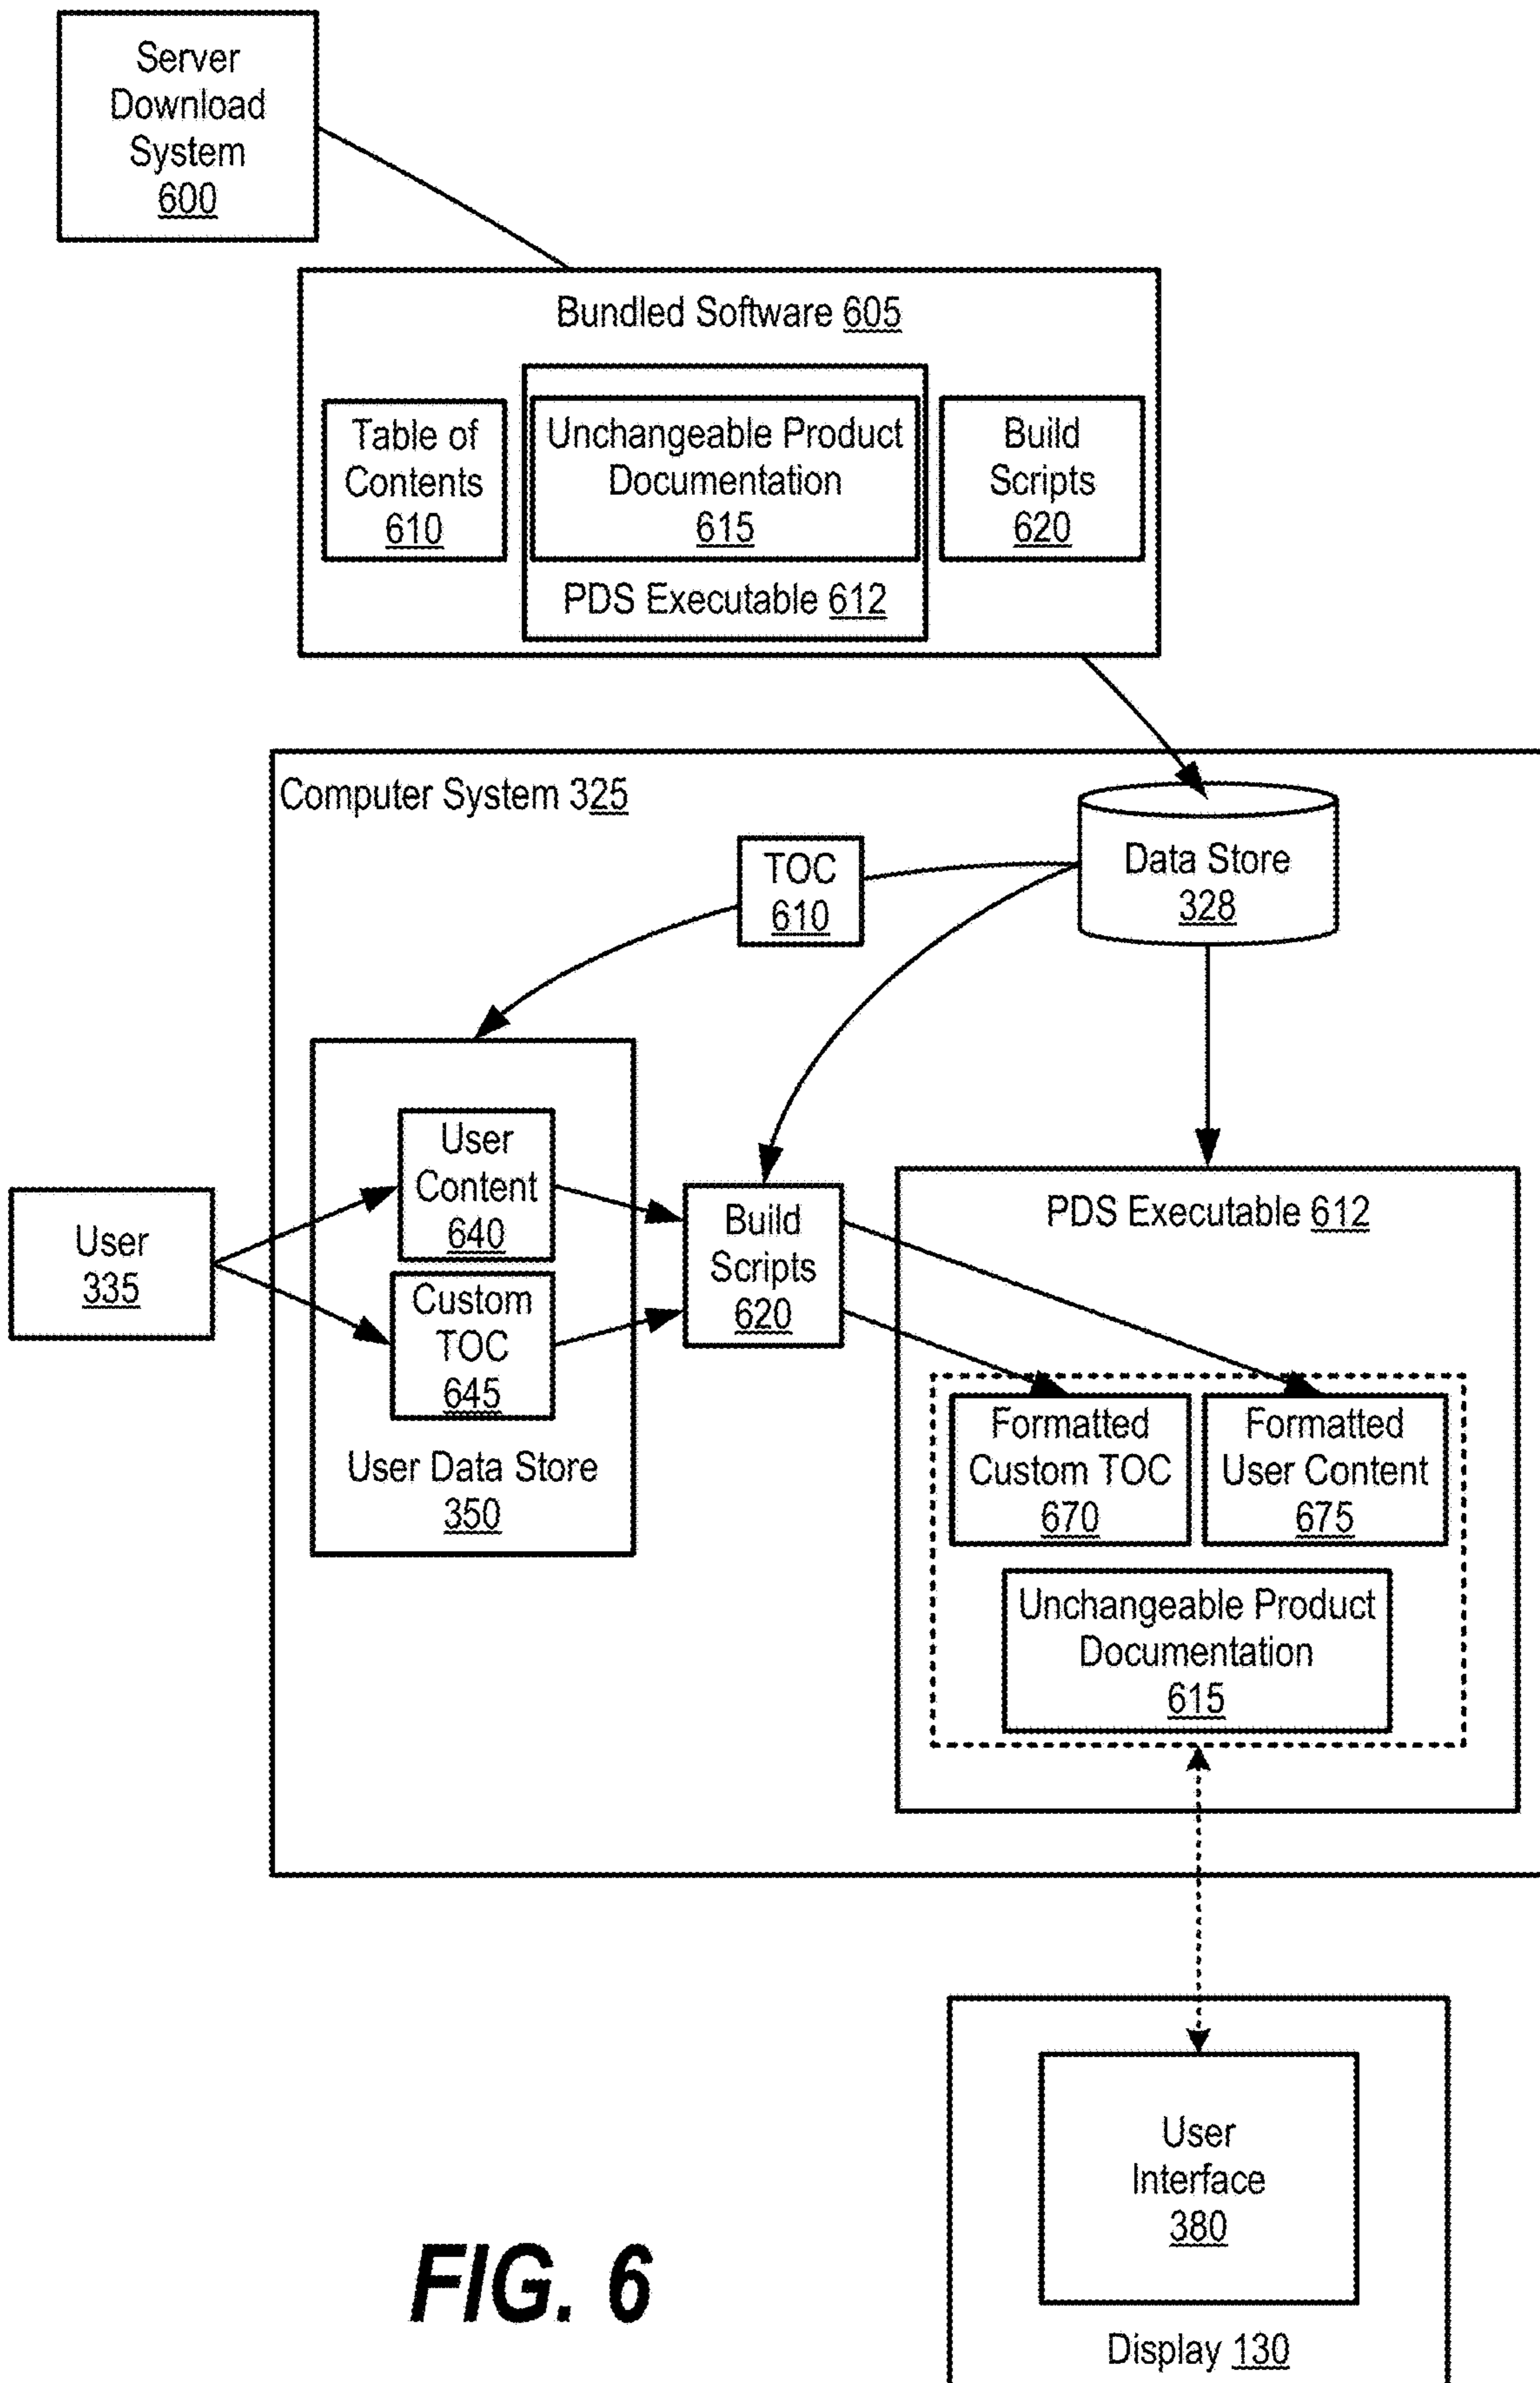 Server
Download
System
600
Bundled Software 605
Table of
Contents
610
Unchangeable Product
Documentation
615
PDS Executable 612
Build
Scripts
620
Computer System 325
TOC
610
Data Store
328
User
335
User
Content
640
Custom
TOC
645
User Data Store
350
Build
Scripts
620
PDS Executable 612
Formatted
Custom TOC
670
Formatted
User Content
675
Unchangeable Product
Documentation
615
User
Interface
380
Display 130
FIG. 6